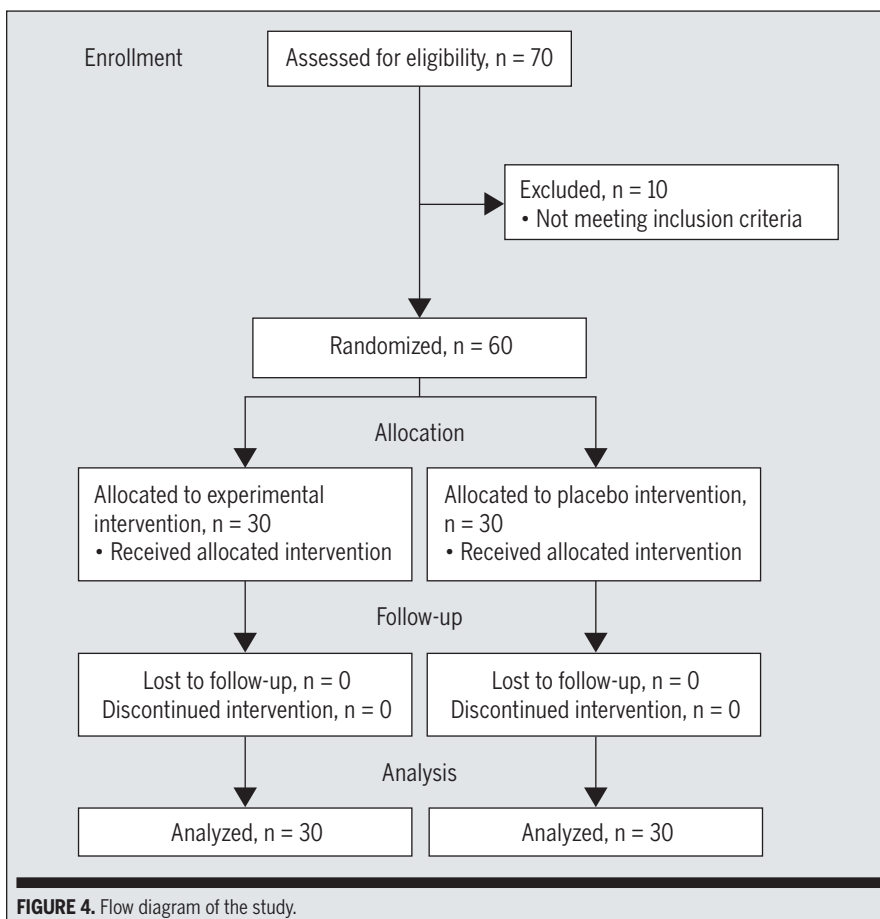 Enrollment
Assessed for eligibility, n = 70
Excluded, n = 10
• Not meeting inclusion criteria
Randomized, n = 60
Allocation
Allocated to experimental
intervention, n = 30
• Received allocated intervention
Allocated to placebo intervention,
n = 30
• Received allocated intervention
Follow-up
Lost to follow-up, n = 0
Discontinued intervention, n = 0
Lost to follow-up, n = 0
Discontinued intervention, n = 0
Analysis
Analyzed, n = 30
Analyzed, n = 30
FIGURE 4. Flow diagram of the study.